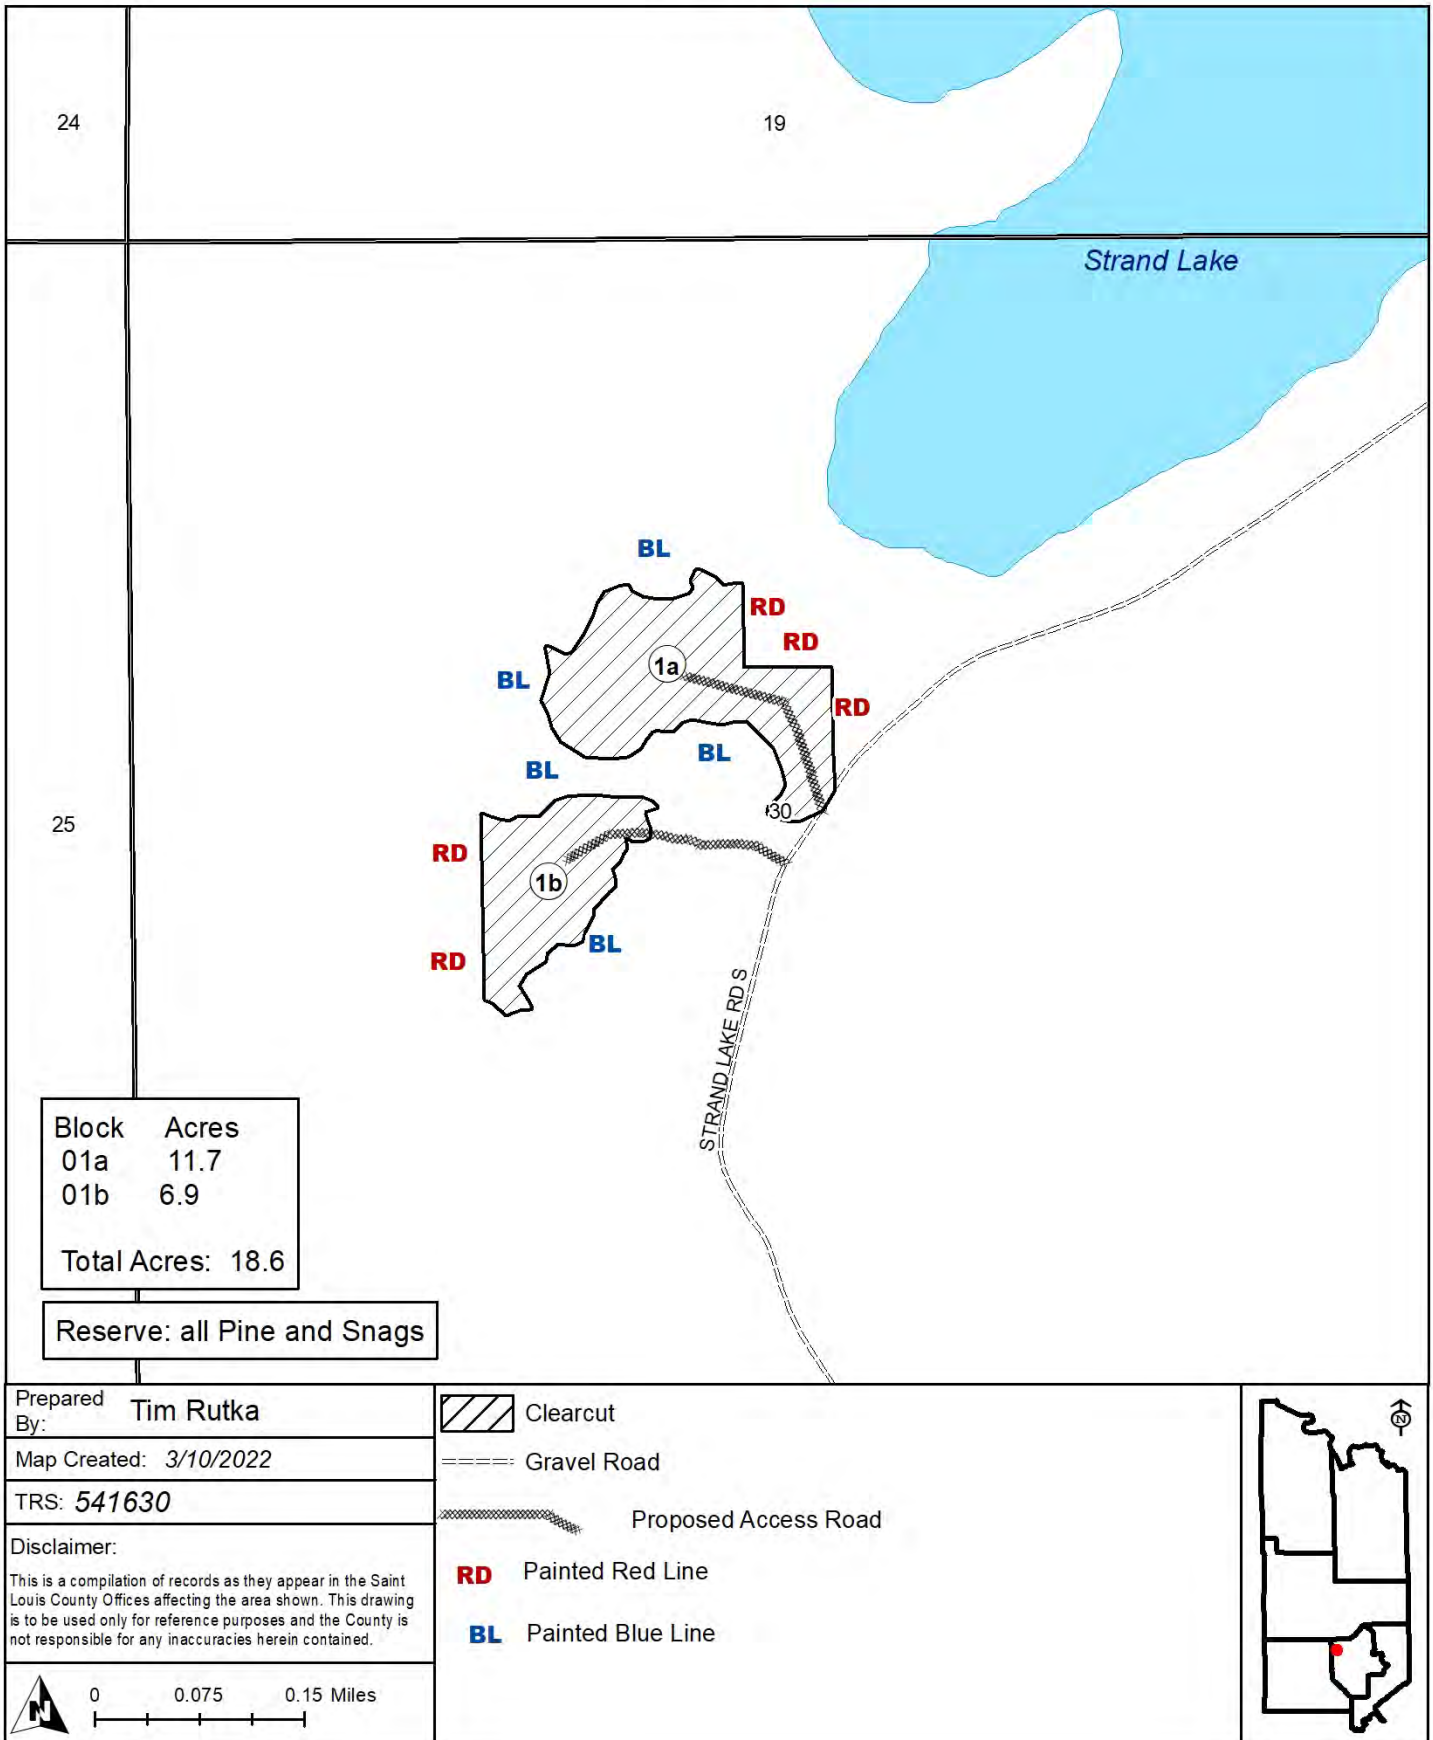 24
19
Strand Lake
BL
RD
RD
1a
BL
RD
BL
BL
30
25
RD
1b
BL
RD
STRAND LAKE RD S
Block Acres
01a 11.7
01b 6.9
Total Acres: 18.6
Reserve: all Pine and Snags
Prepared By: Tim Rutka
Map Created: 3/10/2022
TRS: 541630
Disclaimer:
This is a compilation of records as they appear in the Saint
Louis County Offices affecting the area shown. This drawing
is to be used only for reference purposes and the County is
not responsible for any inaccuracies herein contained.
N
0 0.075 0.15 Miles
Clearcut
Gravel Road
Proposed Access Road
RD Painted Red Line
BL Painted Blue Line
N